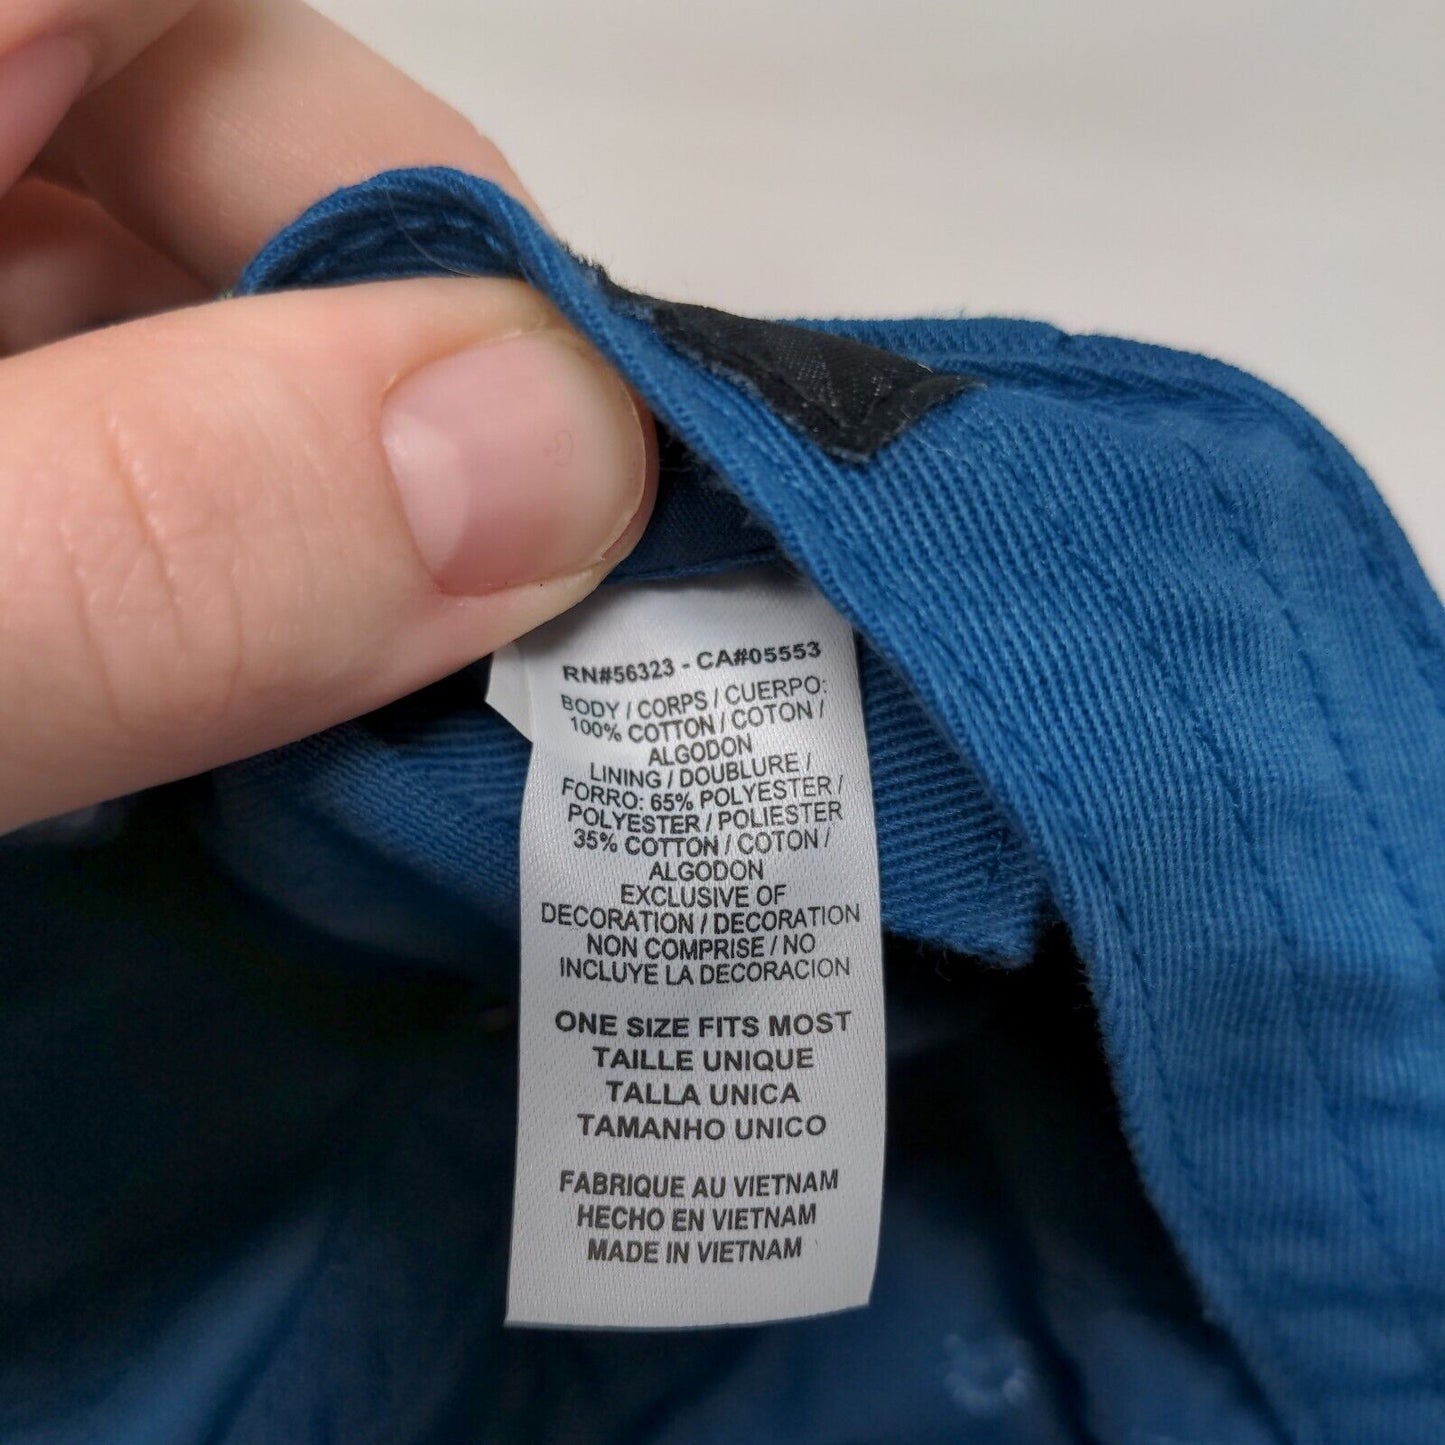 RN#56323 - CA#05553
BODY / CORPS / CUERPO:
100% COTTON / COTON /
ALGODON
LINING / DOUBLURE /
FORRO: 65% POLYESTER /
POLYESTER / POLIESTER
35% COTTON / COTON /
ALGODON
EXCLUSIVE OF
DECORATION / DECORATION
NON COMPRISE / NO
INCLUYE LA DECORACION
ONE SIZE FITS MOST
TAILLE UNIQUE
TALLA UNICA
TAMANHO UNICO
FABRIQUE AU VIETNAM
HECHO EN VIETNAM
MADE IN VIETNAM